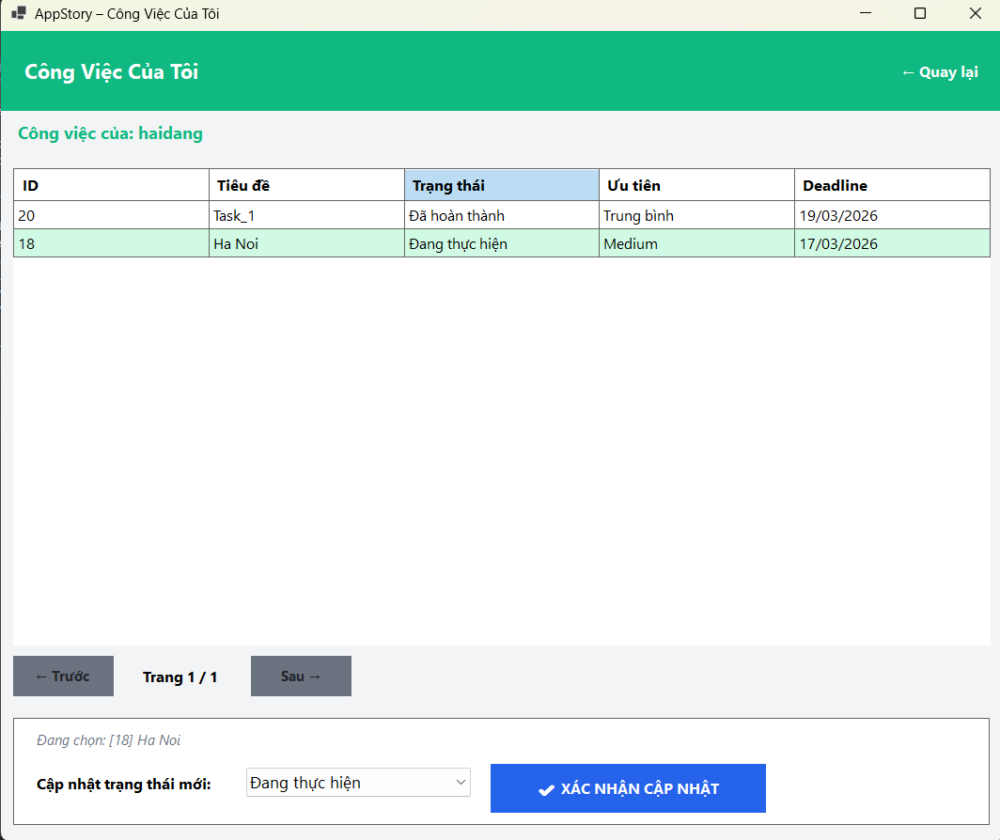 AppStory – Công Việc Của Tôi
Công Việc Của Tôi
← Quay lại
Công việc của: haidang
ID Tiêu đề Trạng thái Ưu tiên Deadline
20 Task_1 Đã hoàn thành Trung bình 19/03/2026
18 Ha Noi Đang thực hiện Medium 17/03/2026
← Trước Trang 1 / 1 Sau →
Đang chọn: [18] Ha Noi
Cập nhật trạng thái mới: Đang thực hiện ✔ XÁC NHẬN CẬP NHẬT